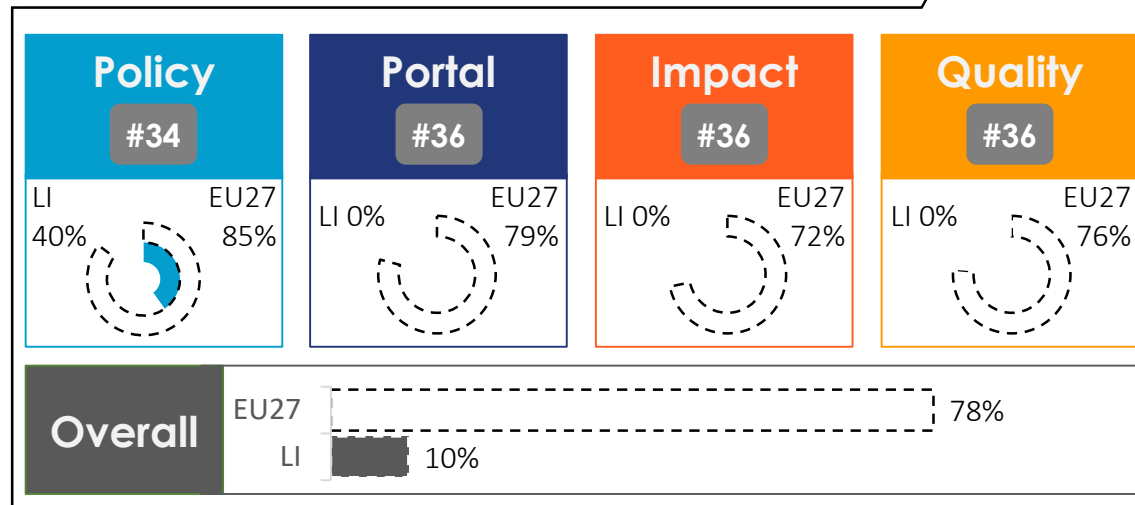 Policy
#34
LI
40%
EU27
85%
Portal
#36
LI 0%
EU27
79%
Impact
#36
LI 0%
EU27
72%
Quality
#36
LI 0%
EU27
76%
Overall
EU27
78%
LI
10%